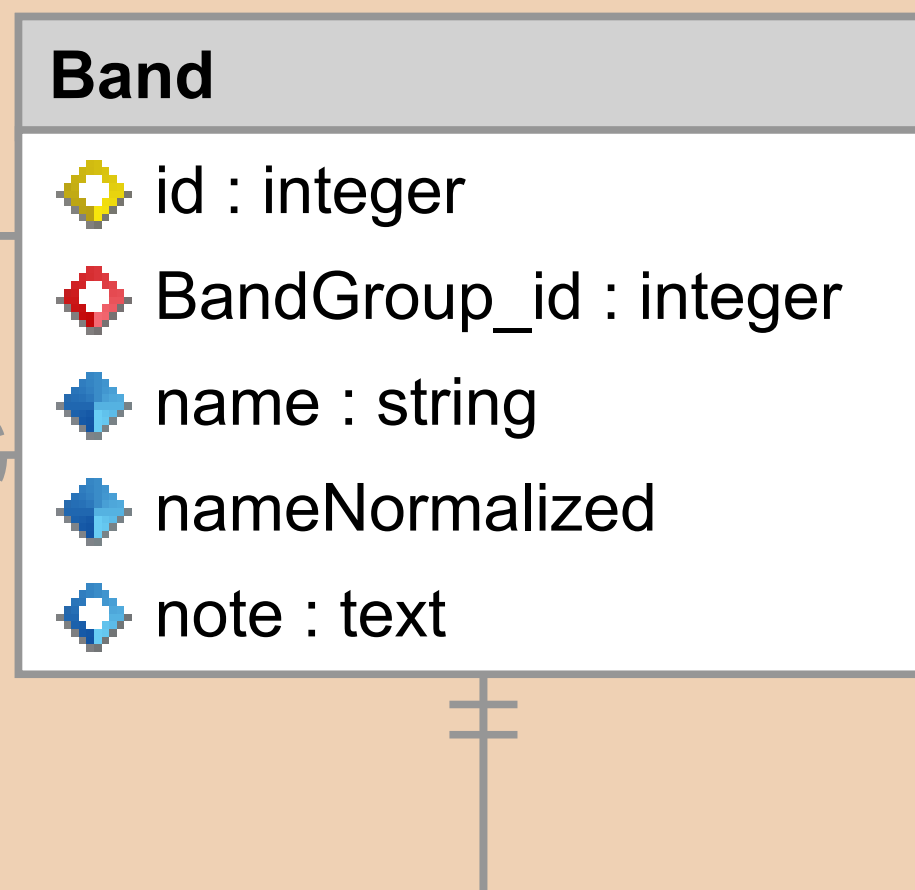 Band
id : integer
BandGroup_id : integer
name : string
nameNormalized
note : text